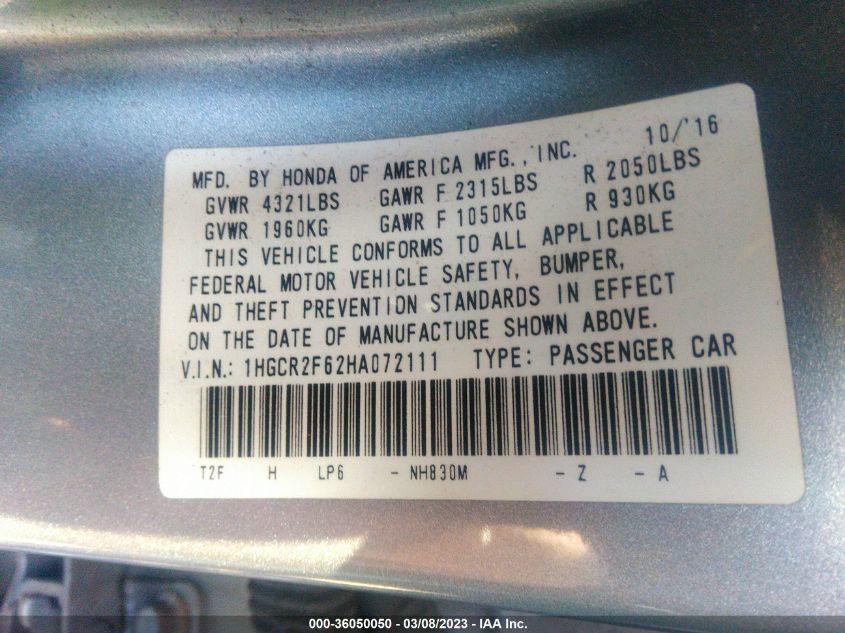 10/'16
MFD. BY HONDA OF AMERICA MFG., INC.
GVWR 4321LBS GAWR F 2315LBS R 2050LBS
GVWR 1960KG GAWR F 1050KG R 930KG
THIS VEHICLE CONFORMS TO ALL APPLICABLE
FEDERAL MOTOR VEHICLE SAFETY, BUMPER,
AND THEFT PREVENTION STANDARDS IN EFFECT
ON THE DATE OF MANUFACTURE SHOWN ABOVE.
V.I.N.: 1HGCR2F62HA072111 TYPE: PASSENGER CAR
T2F H LP6 - NH830M - Z - A
000-36050050 - 03/08/2023 - IAA Inc.